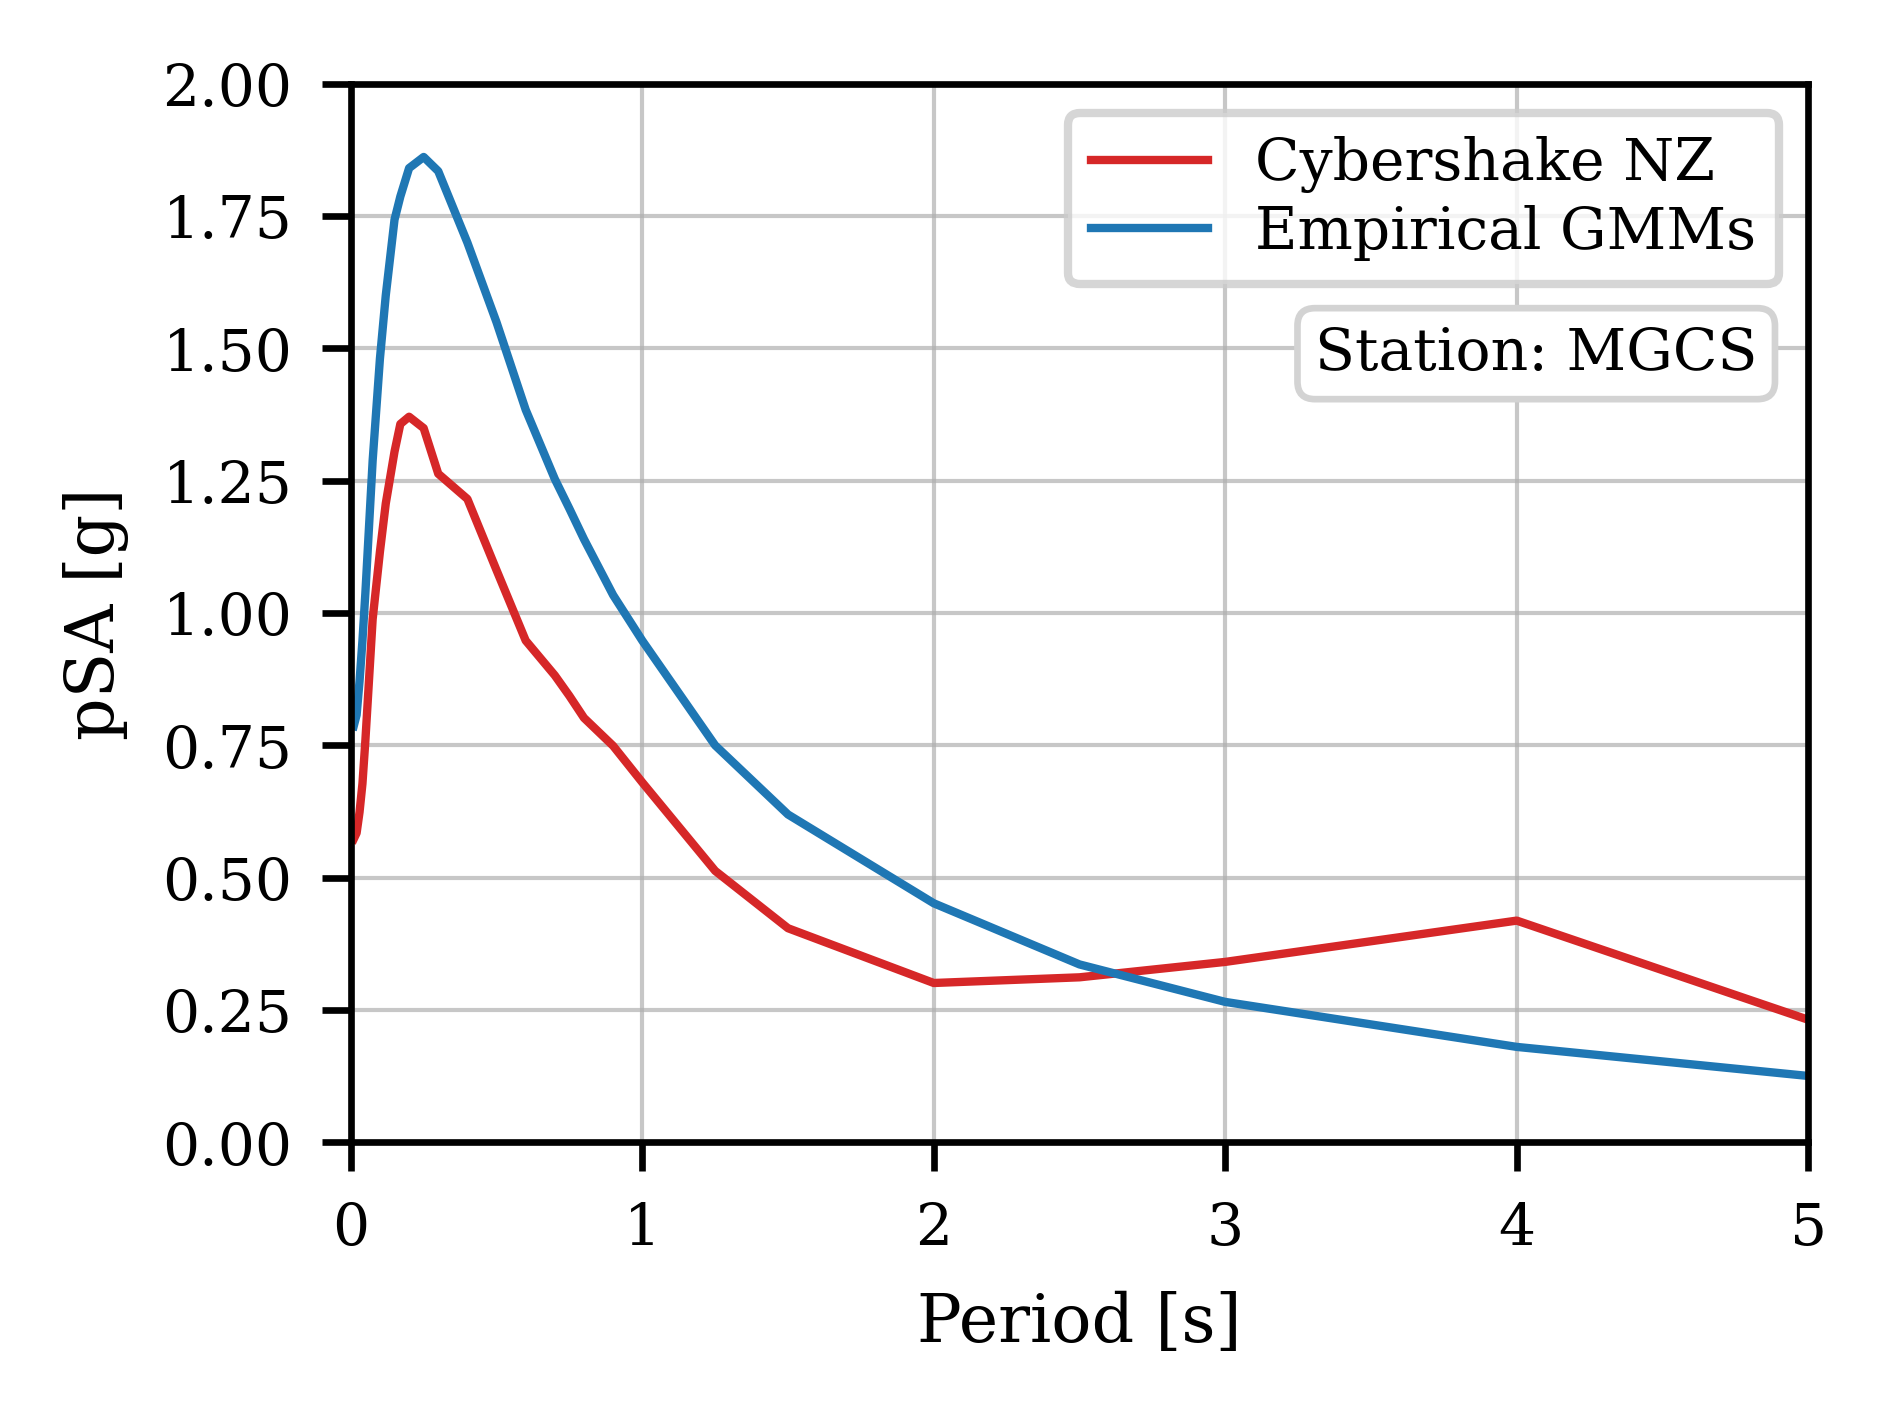 2.00
1.75
1.50
1.25
1.00
0.75
0.50
0.25
0.00
pSA [g]
Cybershake NZ
Empirical GMMs
Station: MGCS
0 1 2 3 4 5
Period [s]